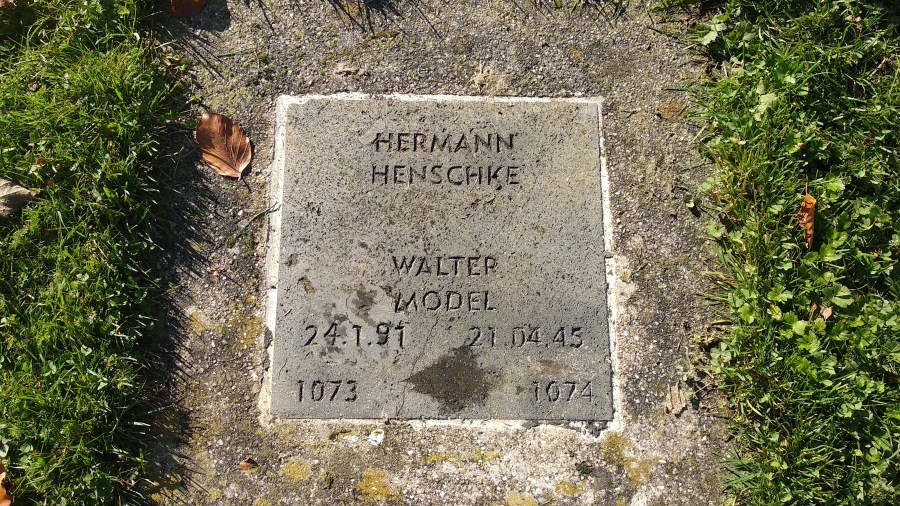 HERMANN
HENSCHKE
WALTER
MODEL
24.1.91 21.04.45
1073 1074